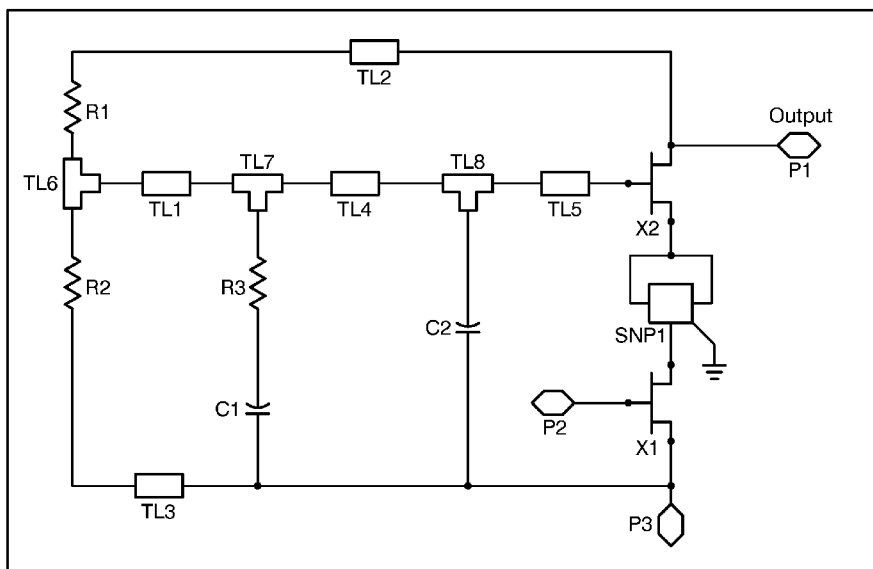 TL2
R1
Output
P1
TL6
TL7
TL8
TL1
TL4
TL5
X2
R2
R3
C2
SNP1
C1
P2
X1
TL3
P3